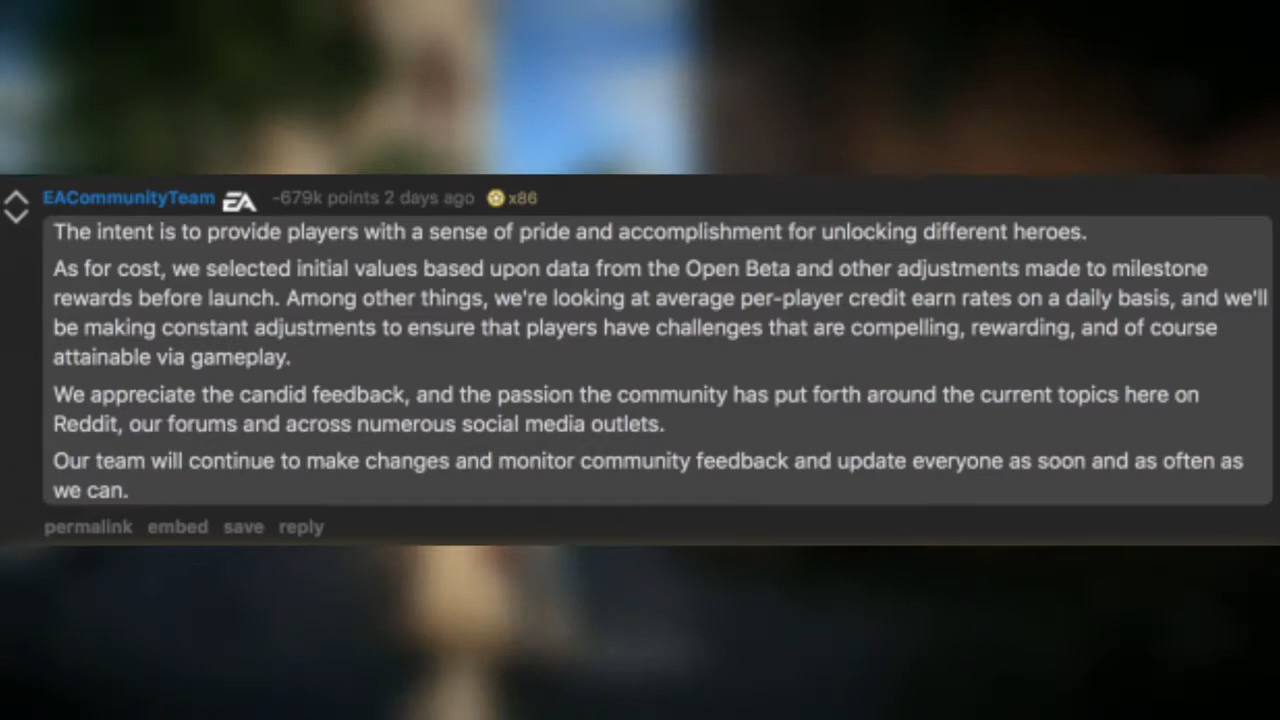 EACommunityTeam EA -679k points 2 days ago x86
The intent is to provide players with a sense of pride and accomplishment for unlocking different heroes.
As for cost, we selected initial values based upon data from the Open Beta and other adjustments made to milestone
rewards before launch. Among other things, we're looking at average per-player credit earn rates on a daily basis, and we'll
be making constant adjustments to ensure that players have challenges that are compelling, rewarding, and of course
attainable via gameplay.
We appreciate the candid feedback, and the passion the community has put forth around the current topics here on
Reddit, our forums and across numerous social media outlets.
Our team will continue to make changes and monitor community feedback and update everyone as soon and as often as
we can.
permalink embed save reply